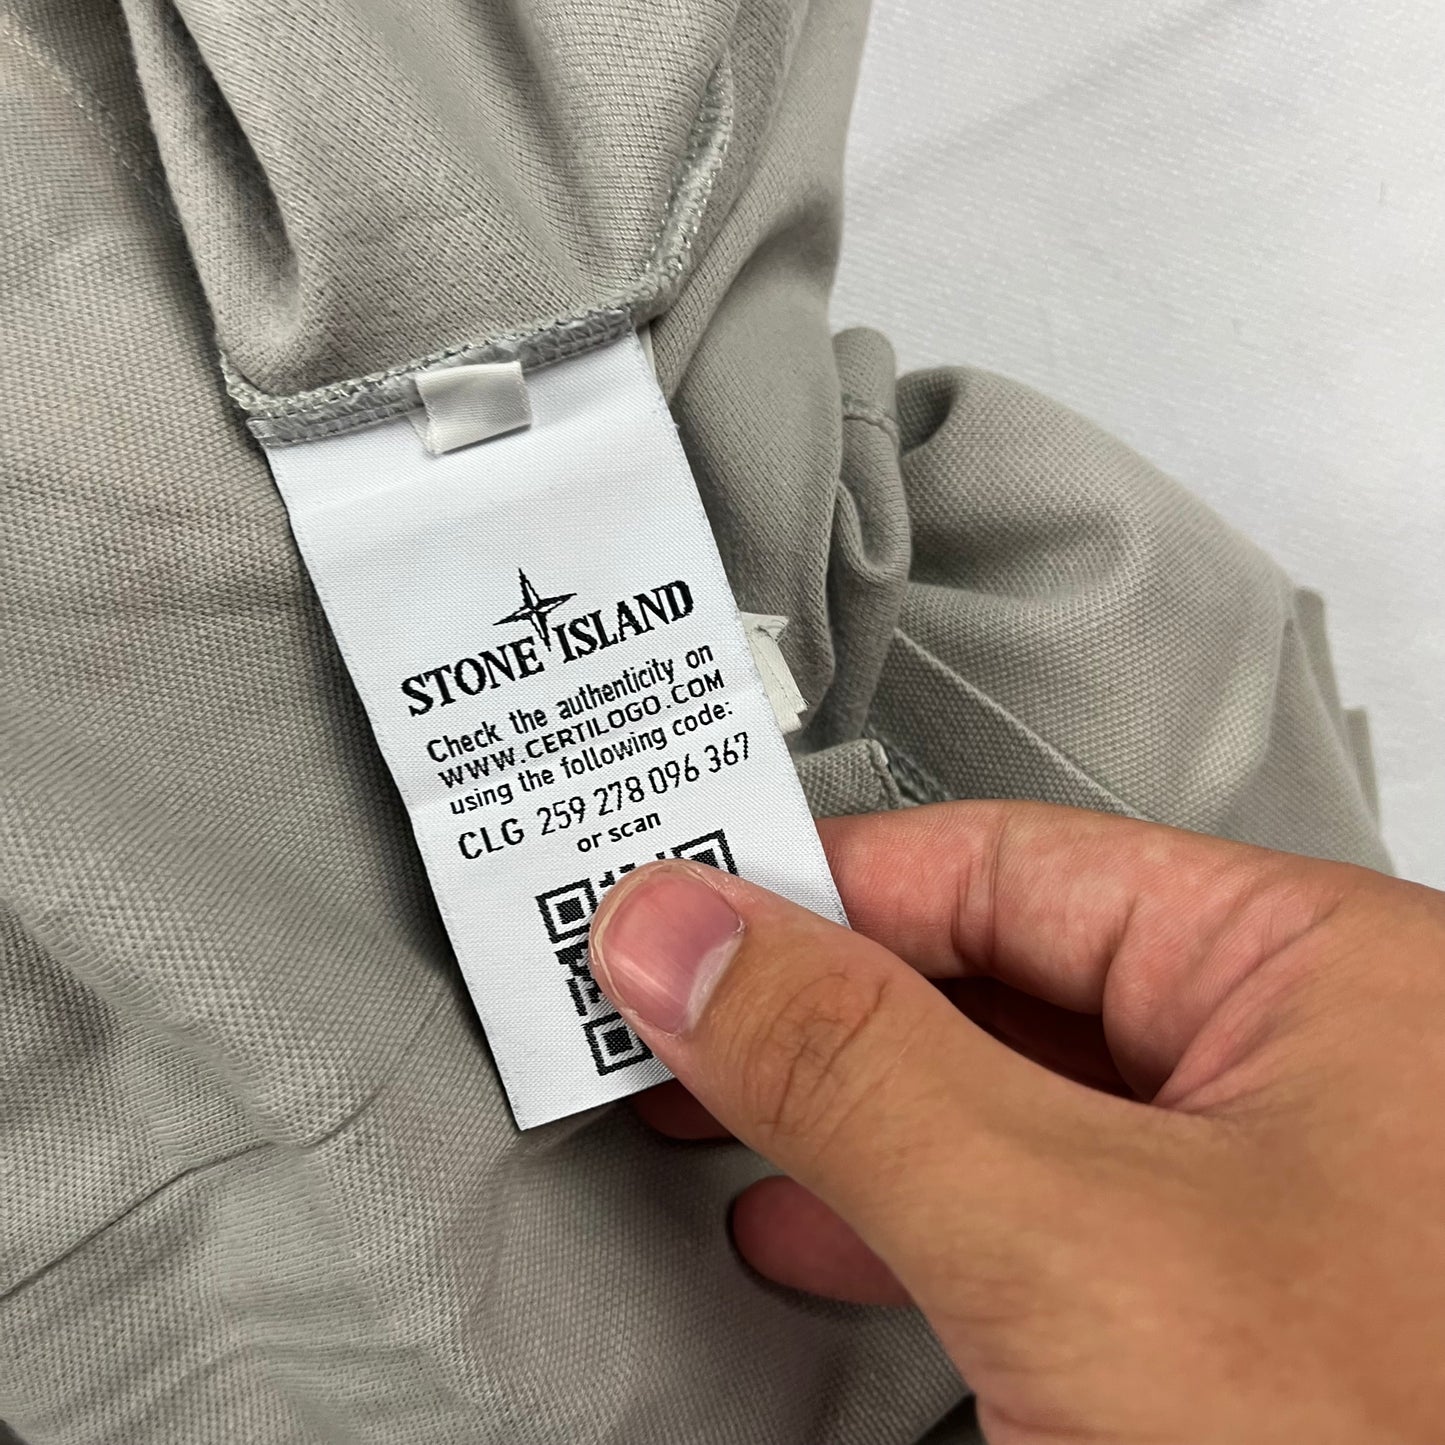 STONE ISLAND
Check the authenticity on
WWW.CERTILOGO.COM
using the following code:
CLG 259 278 096 367
or scan